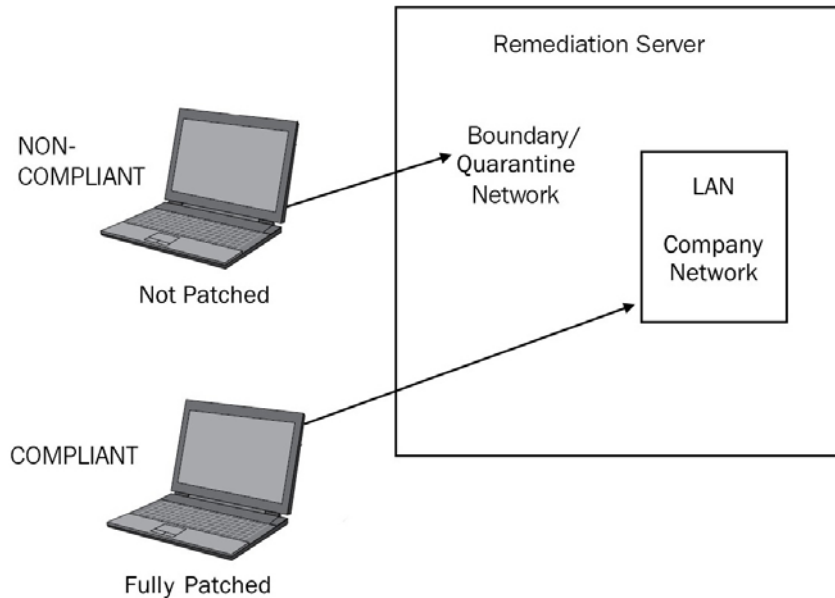 Remediation Server
NON-
COMPLIANT
Boundary/
Quarantine
Network
LAN
Company
Network
Not Patched
COMPLIANT
Fully Patched